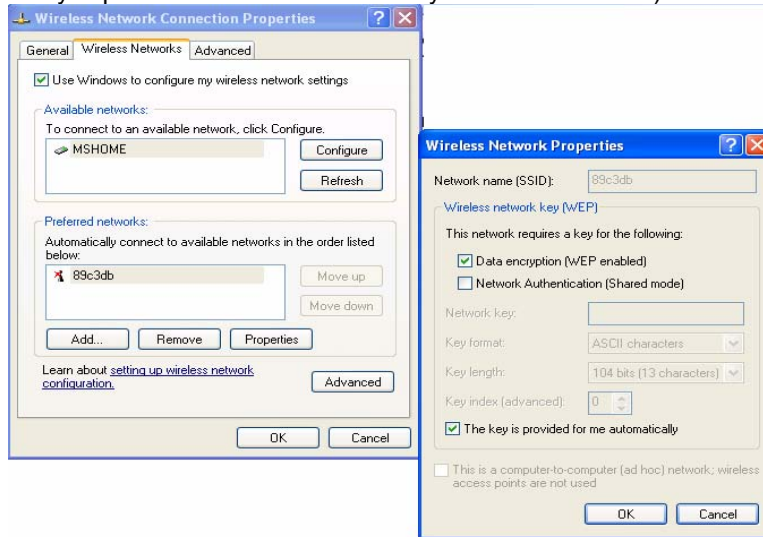 Wireless Network Connection Properties
General Wireless Networks Advanced
Use Windows to configure my wireless network settings
Available networks:
To connect to an available network, click Configure.
MSHOME
Configure
Refresh
Preferred networks:
Automatically connect to available networks in the order listed
below:
89c3db
Move up
Move down
Add... Remove Properties
Learn about setting up wireless network
configuration.
Advanced
OK Cancel
Wireless Network Properties
Network name (SSID): 89c3db
Wireless network key (WEP)
This network requires a key for the following:
Data encryption (WEP enabled)
Network Authentication (Shared mode)
Network key:
Key format: ASCII characters
Key length: 104 bits (13 characters)
Key index (advanced): 0
The key is provided for me automatically
This is a computer-to-computer (ad hoc) network; wireless
access points are not used
OK Cancel